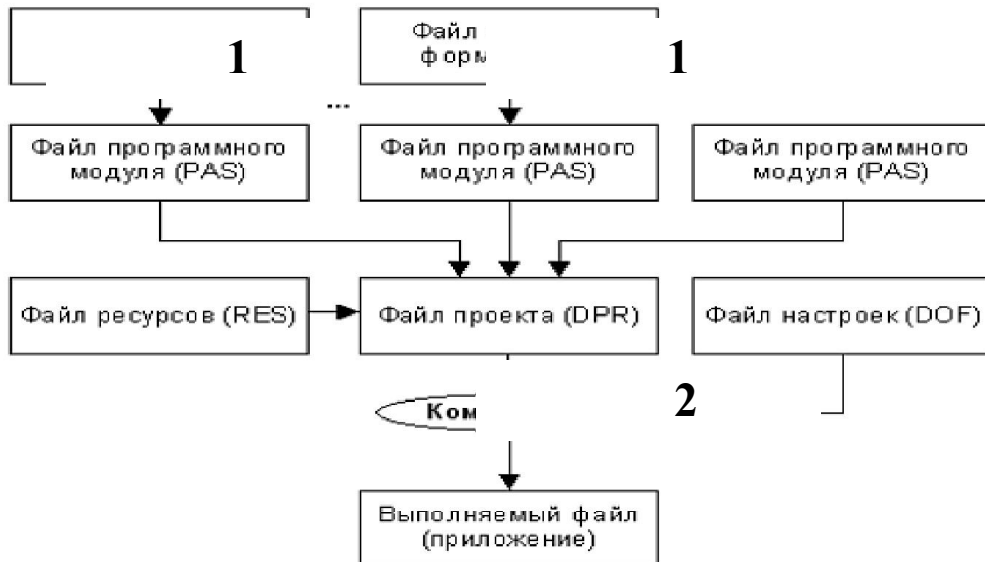 1
Файл
форм
1
...
Файл программного
модуля (PAS)
Файл программного
модуля (PAS)
Файл программного
модуля (PAS)
Файл ресурсов (RES)
Файл проекта (DPR)
Файл настроек (DOF)
Ком
2
Выполняемый файл
(приложение)